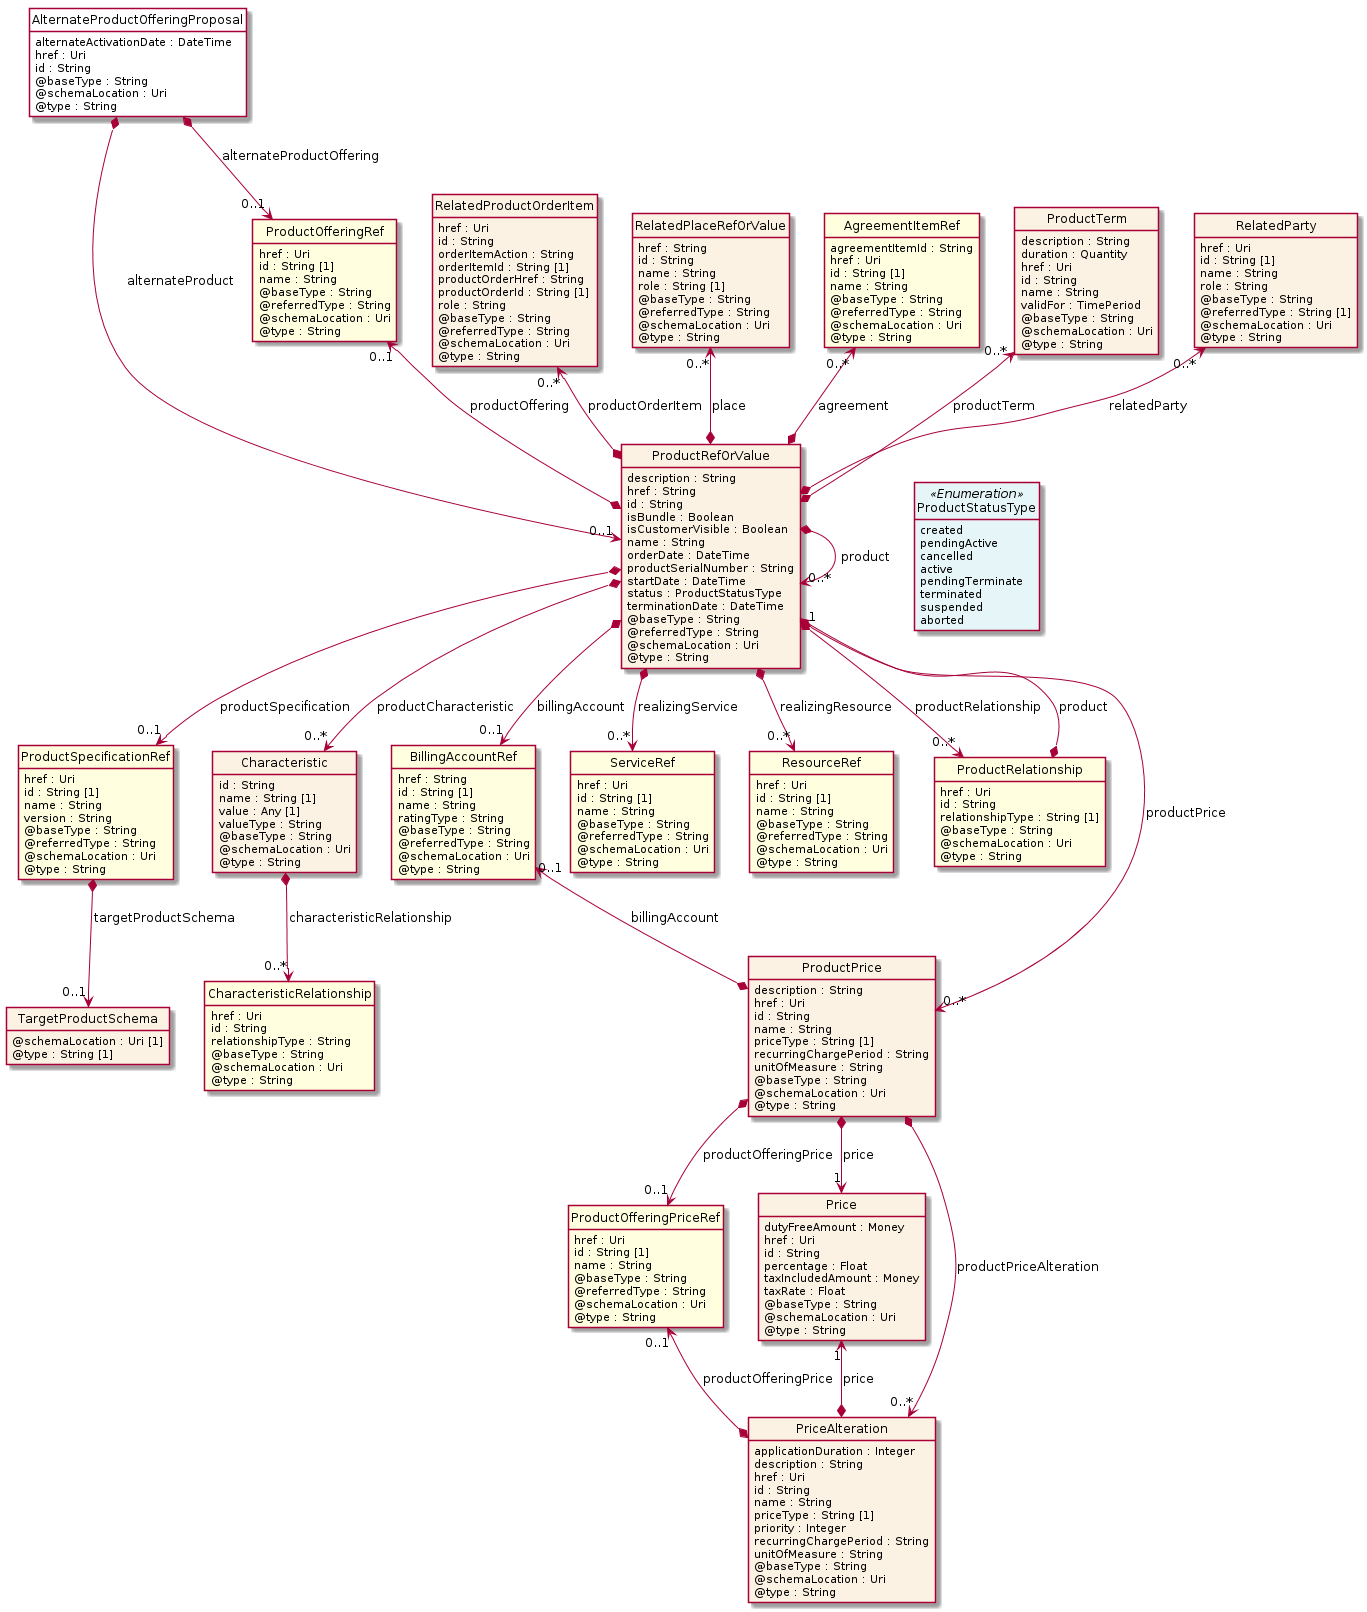 AlternateProductOfferingProposal
alternateActivationDate : DateTime
href : Uri
id : String
@baseType : String
@schemaLocation : Uri
@type : String
alternateProductOffering
0..1
alternateProduct
ProductOfferingRef
href : Uri
id : String [1]
name : String
@baseType : String
@referredType : String
@schemaLocation : Uri
@type : String
0..1
RelatedProductOrderItem
href : Uri
id : String
orderItemAction : String
orderItemId : String [1]
productOrderHref : String
productOrderId : String [1]
role : String
@baseType : String
@referredType : String
@schemaLocation : Uri
@type : String
0..*
RelatedPlaceRefOrValue
href : String
id : String
name : String
role : String [1]
@baseType : String
@referredType : String
@schemaLocation : Uri
@type : String
0..*
AgreementItemRef
agreementItemId : String
href : Uri
id : String [1]
name : String
@baseType : String
@referredType : String
@schemaLocation : Uri
@type : String
0..*
ProductTerm
description : String
duration : Quantity
href : Uri
id : String
name : String
validFor : TimePeriod
@baseType : String
@schemaLocation : Uri
@type : String
0..*
RelatedParty
href : Uri
id : String [1]
name : String
role : String
@baseType : String
@referredType : String [1]
@schemaLocation : Uri
@type : String
0..*
productOffering
productOrderItem
place
agreement
productTerm
relatedParty
ProductRefOrValue
description : String
href : String
id : String
isBundle : Boolean
isCustomerVisible : Boolean
name : String
orderDate : DateTime
productSerialNumber : String
startDate : DateTime
status : ProductStatusType
terminationDate : DateTime
@baseType : String
@referredType : String
@schemaLocation : Uri
@type : String
0..1
product
0..*
1
«Enumeration»
ProductStatusType
created
pendingActive
cancelled
active
pendingTerminate
terminated
suspended
aborted
productSpecification
productCharacteristic
billingAccount
realizingService
realizingResource
productRelationship
product
productPrice
0..1
0..*
0..1
0..*
0..*
0..*
ProductSpecificationRef
href : Uri
id : String [1]
name : String
version : String
@baseType : String
@referredType : String
@schemaLocation : Uri
@type : String
Characteristic
id : String
name : String [1]
value : Any [1]
valueType : String
@baseType : String
@schemaLocation : Uri
@type : String
BillingAccountRef
href : String
id : String [1]
name : String
ratingType : String
@baseType : String
@referredType : String
@schemaLocation : Uri
@type : String
0..1
ServiceRef
href : Uri
id : String [1]
name : String
@baseType : String
@referredType : String
@schemaLocation : Uri
@type : String
ResourceRef
href : Uri
id : String [1]
name : String
@baseType : String
@referredType : String
@schemaLocation : Uri
@type : String
ProductRelationship
href : Uri
id : String
relationshipType : String [1]
@baseType : String
@schemaLocation : Uri
@type : String
targetProductSchema
characteristicRelationship
billingAccount
0..1
0..*
0..*
TargetProductSchema
@schemaLocation : Uri [1]
@type : String [1]
CharacteristicRelationship
href : Uri
id : String
relationshipType : String
@baseType : String
@schemaLocation : Uri
@type : String
ProductPrice
description : String
href : Uri
id : String
name : String
priceType : String [1]
recurringChargePeriod : String
unitOfMeasure : String
@baseType : String
@schemaLocation : Uri
@type : String
productOfferingPrice
price
0..1
1
ProductOfferingPriceRef
href : Uri
id : String [1]
name : String
@baseType : String
@referredType : String
@schemaLocation : Uri
@type : String
Price
dutyFreeAmount : Money
href : Uri
id : String
percentage : Float
taxIncludedAmount : Money
taxRate : Float
@baseType : String
@schemaLocation : Uri
@type : String
productPriceAlteration
0..1
1
productOfferingPrice
price
0..*
PriceAlteration
applicationDuration : Integer
description : String
href : Uri
id : String
name : String
priceType : String [1]
priority : Integer
recurringChargePeriod : String
unitOfMeasure : String
@baseType : String
@schemaLocation : Uri
@type : String